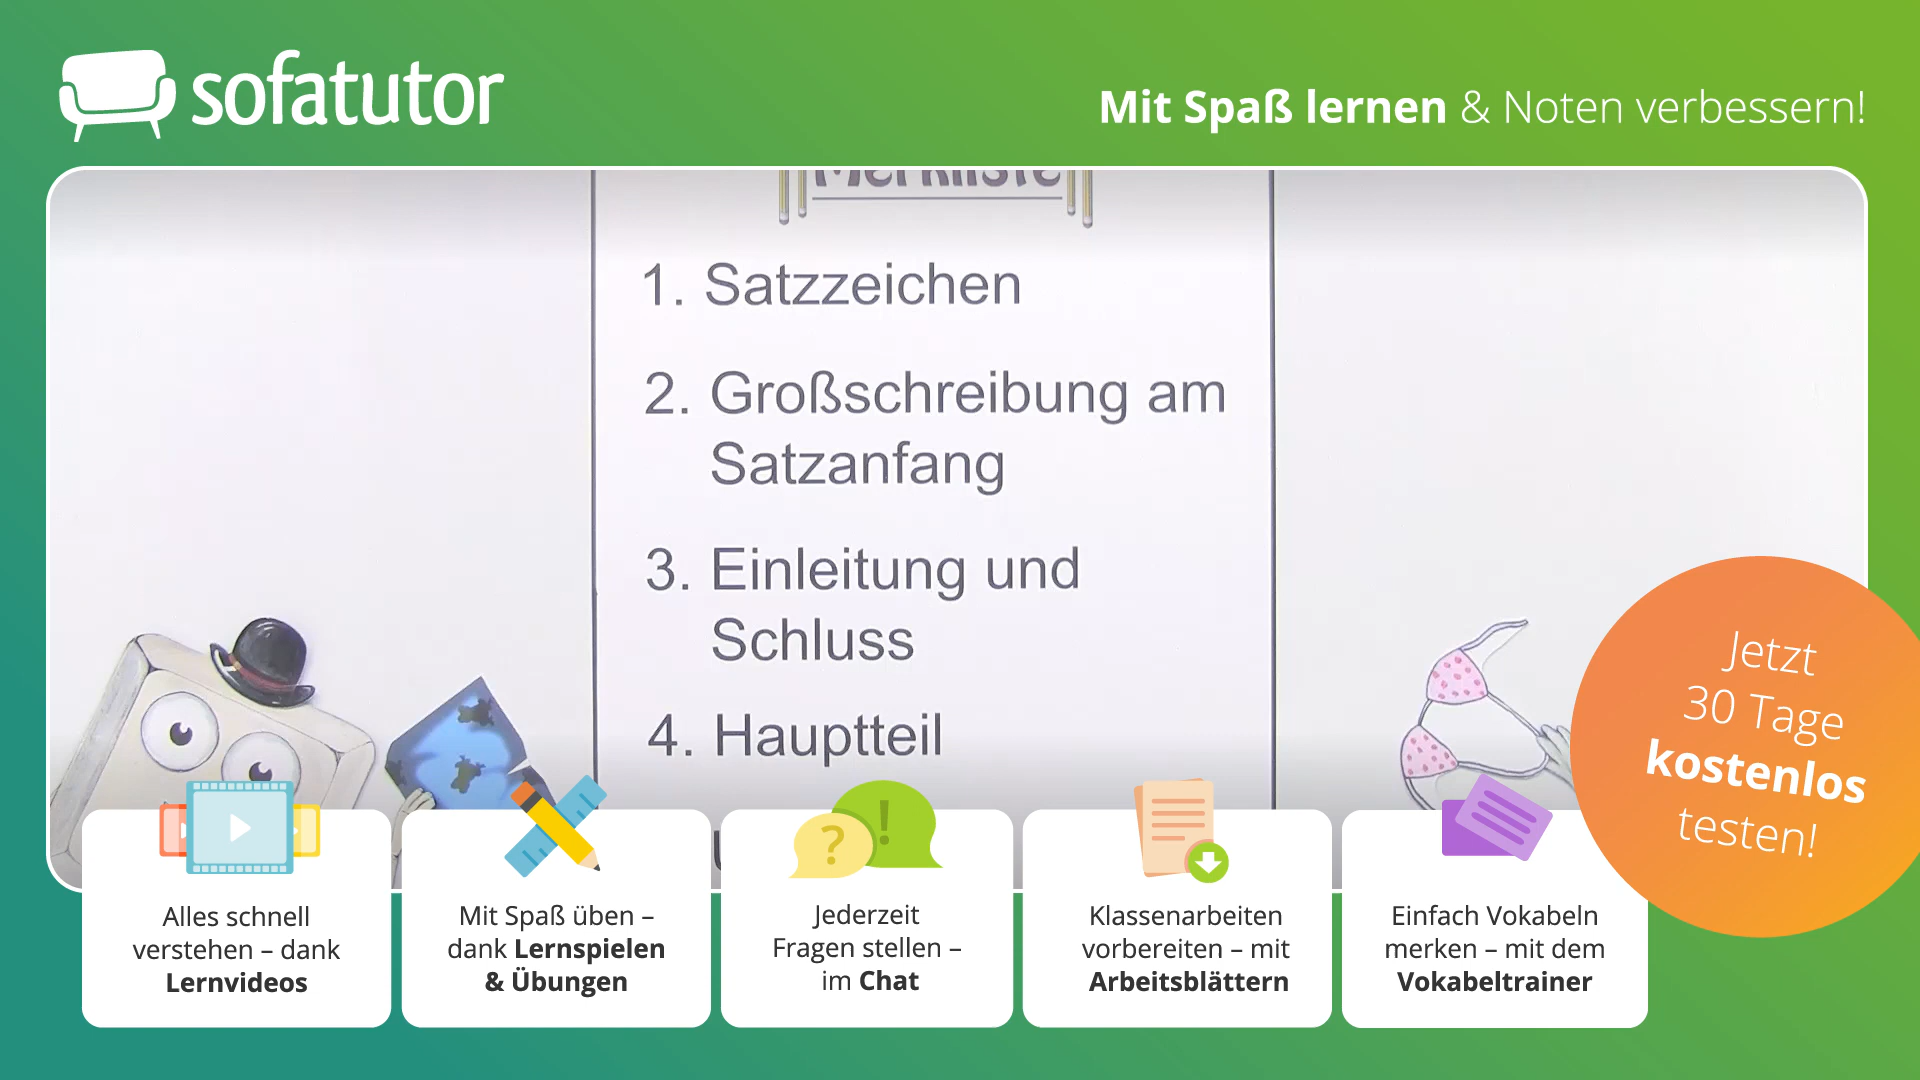 sofatutor
Mit Spaß lernen & Noten verbessern!
Merkliste
1. Satzzeichen
2. Großschreibung am
Satzanfang
3. Einleitung und
Schluss
4. Hauptteil
Jetzt
30 Tage
kostenlos
testen!
Alles schnell
verstehen – dank
Lernvideos
Mit Spaß üben –
dank Lernspielen
& Übungen
? !
Jederzeit
Fragen stellen –
im Chat
Klassenarbeiten
vorbereiten – mit
Arbeitsblättern
Einfach Vokabeln
merken – mit dem
Vokabeltrainer